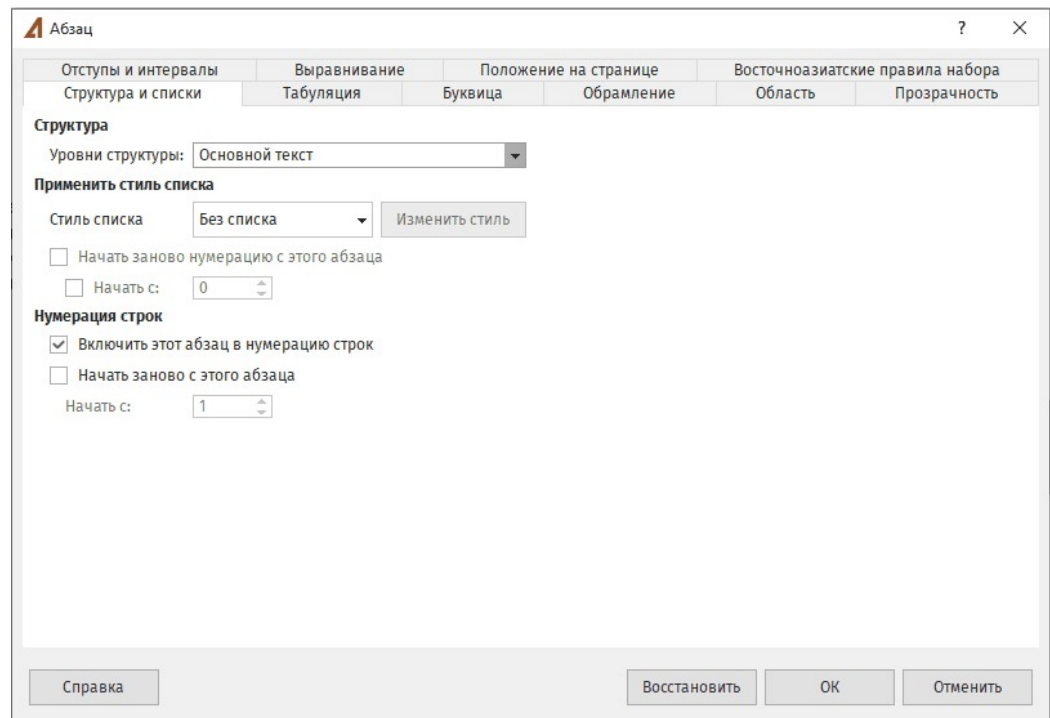 Абзац ?
Отступы и интервалы Выравнивание Положение на странице Восточноазиатские правила набора
Структура и списки Табуляция Буквица Обрамление Область Прозрачность
Структура
Уровни структуры: Основной текст
Применить стиль списка
Стиль списка Без списка Изменить стиль
Начать заново нумерацию с этого абзаца
Начать с: 0
Нумерация строк
Включить этот абзац в нумерацию строк
Начать заново с этого абзаца
Начать с: 1
Справка Восстановить ОК Отменить